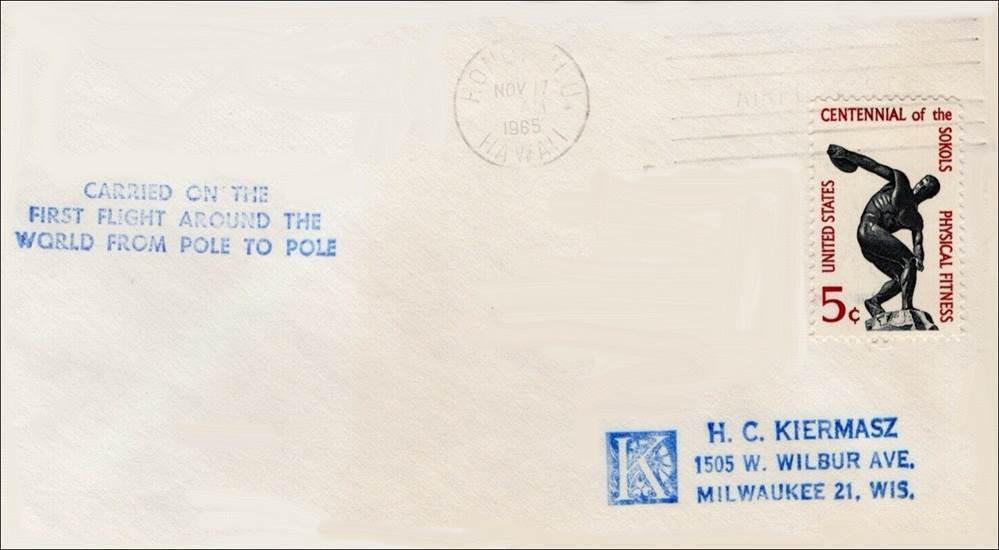 HONOLULU
NOV 17
AM
1965
HAWAII
CENTENNIAL of the
SOKOLS
PHYSICAL FITNESS
UNITED STATES
5¢
CARRIED ON THE
FIRST FLIGHT AROUND THE
WORLD FROM POLE TO POLE
K
H. C. KIERMASZ
1505 W. WILBUR AVE.
MILWAUKEE 21, WIS.